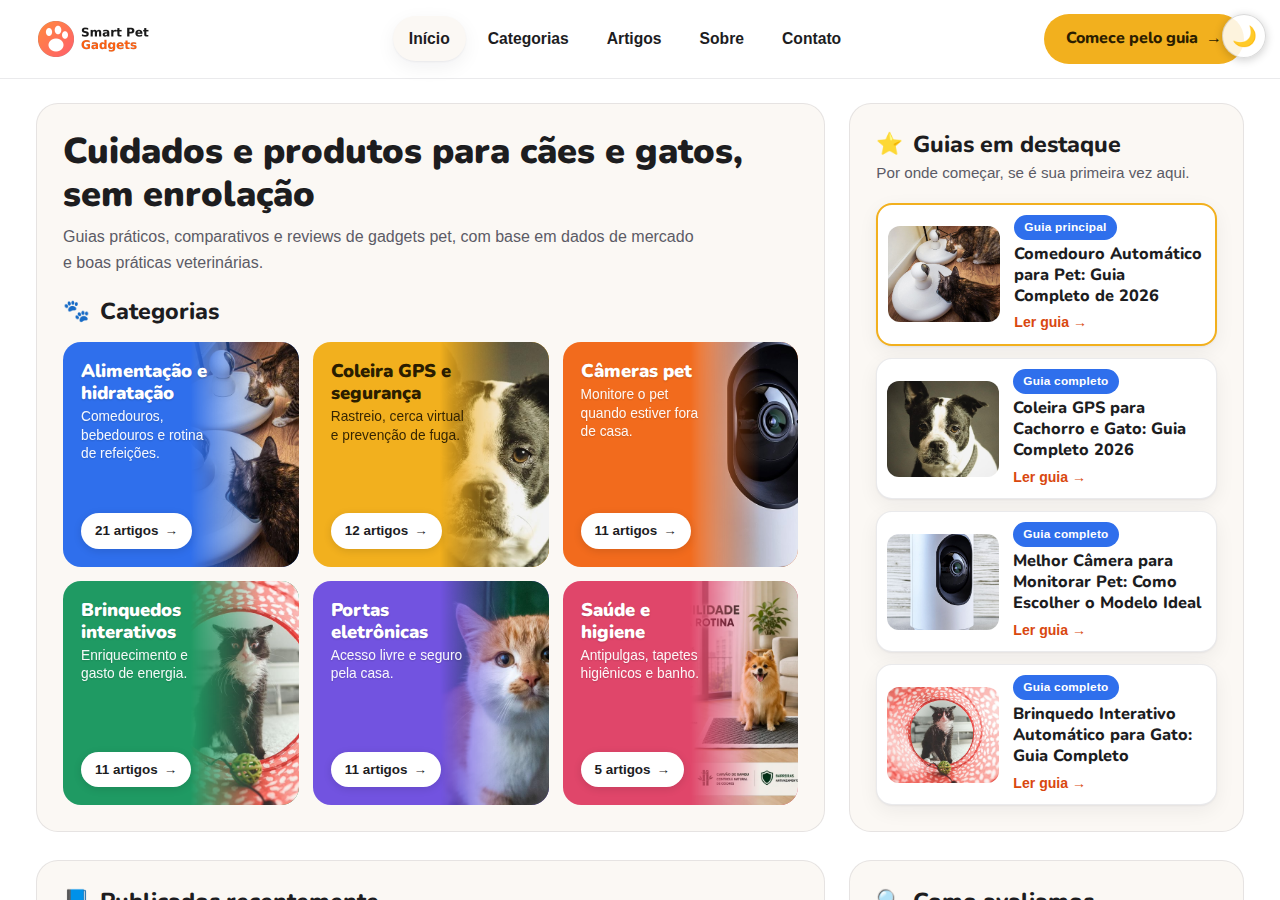 Smart Pet
Gadgets
Início
Categorias
Artigos
Sobre
Contato
Comece pelo guia →
Cuidados e produtos para cães e gatos,
sem enrolação
Guias práticos, comparativos e reviews de gadgets pet, com base em dados de mercado
e boas práticas veterinárias.
Categorias
Alimentação e
hidratação
Comedouros,
bebedouros e rotina
de refeições.
21 artigos →
Coleira GPS e
segurança
Rastreio, cerca virtual
e prevenção de fuga.
12 artigos →
Câmeras pet
Monitore o pet
quando estiver fora
de casa.
11 artigos →
Brinquedos
interativos
Enriquecimento e
gasto de energia.
11 artigos →
Portas
eletrônicas
Acesso livre e seguro
pela casa.
11 artigos →
Saúde e
higiene
Antipulgas, tapetes
higiênicos e banho.
ROTINA
5 artigos →
Guias em destaque
Por onde começar, se é sua primeira vez aqui.
Guia principal
Comedouro Automático
para Pet: Guia
Completo de 2026
Ler guia →
Guia completo
Coleira GPS para
Cachorro e Gato: Guia
Completo 2026
Ler guia →
Guia completo
Melhor Câmera para
Monitorar Pet: Como
Escolher o Modelo Ideal
Ler guia →
Guia completo
Brinquedo Interativo
Automático para Gato:
Guia Completo
Ler guia →
Publicados recentemente
Como avaliamos